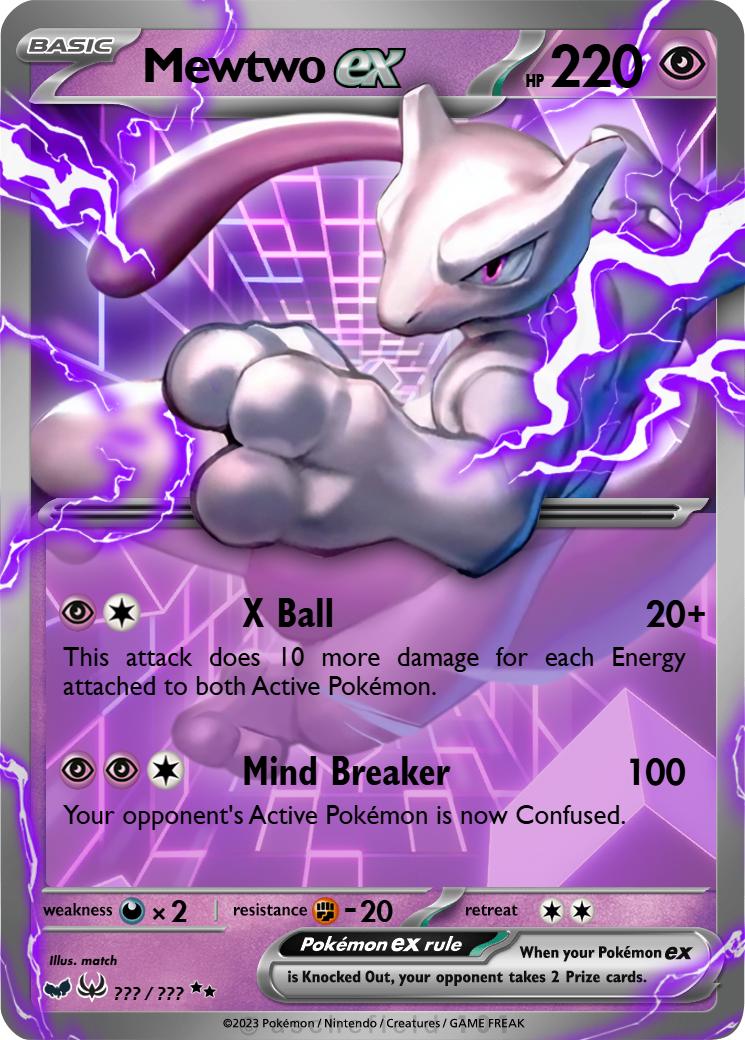 BASIC Mewtwo ex HP 220
X Ball 20+
This attack does 10 more damage for each Energy
attached to both Active Pokémon.
Mind Breaker 100
Your opponent's Active Pokémon is now Confused.
weakness × 2 resistance -20 retreat
Pokémon ex rule When your Pokémon ex
is Knocked Out, your opponent takes 2 Prize cards.
Illus. match
??? / ???
©2023 Pokémon / Nintendo / Creatures / GAME FREAK